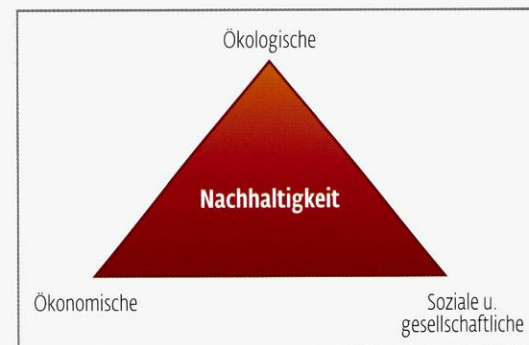 Ökologische
Nachhaltigkeit
Ökonomische
Soziale u.
gesellschaftliche